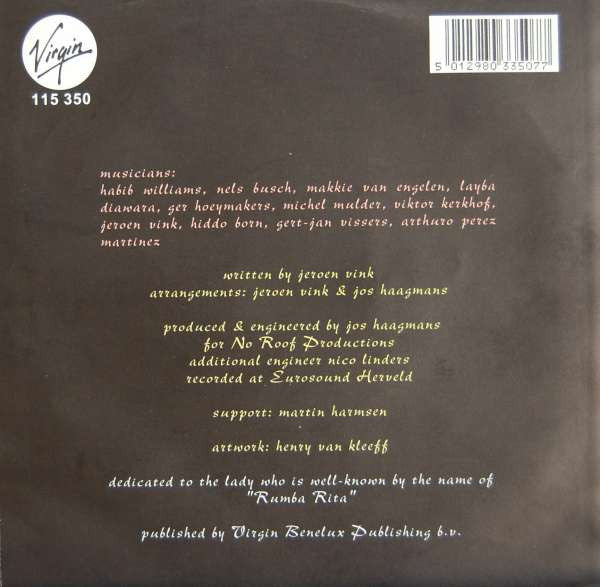 Virgin
115 350
5 012980 335077
musicians:
habib williams, nels busch, makkie van engelen, layba
diawara, ger hoeymakers, michel mulder, viktor kerkhof,
jeroen vink, hiddo born, gert-jan vissers, arthuro perez
martinez
written by jeroen vink
arrangements: jeroen vink & jos haagmans
produced & engineered by jos haagmans
for No Roof Productions
additional engineer nico linders
recorded at Eurosound Herveld
support: martin harmsen
artwork: henry van kleeff
dedicated to the lady who is well-known by the name of
"Rumba Rita"
published by Virgin Benelux Publishing b.v.